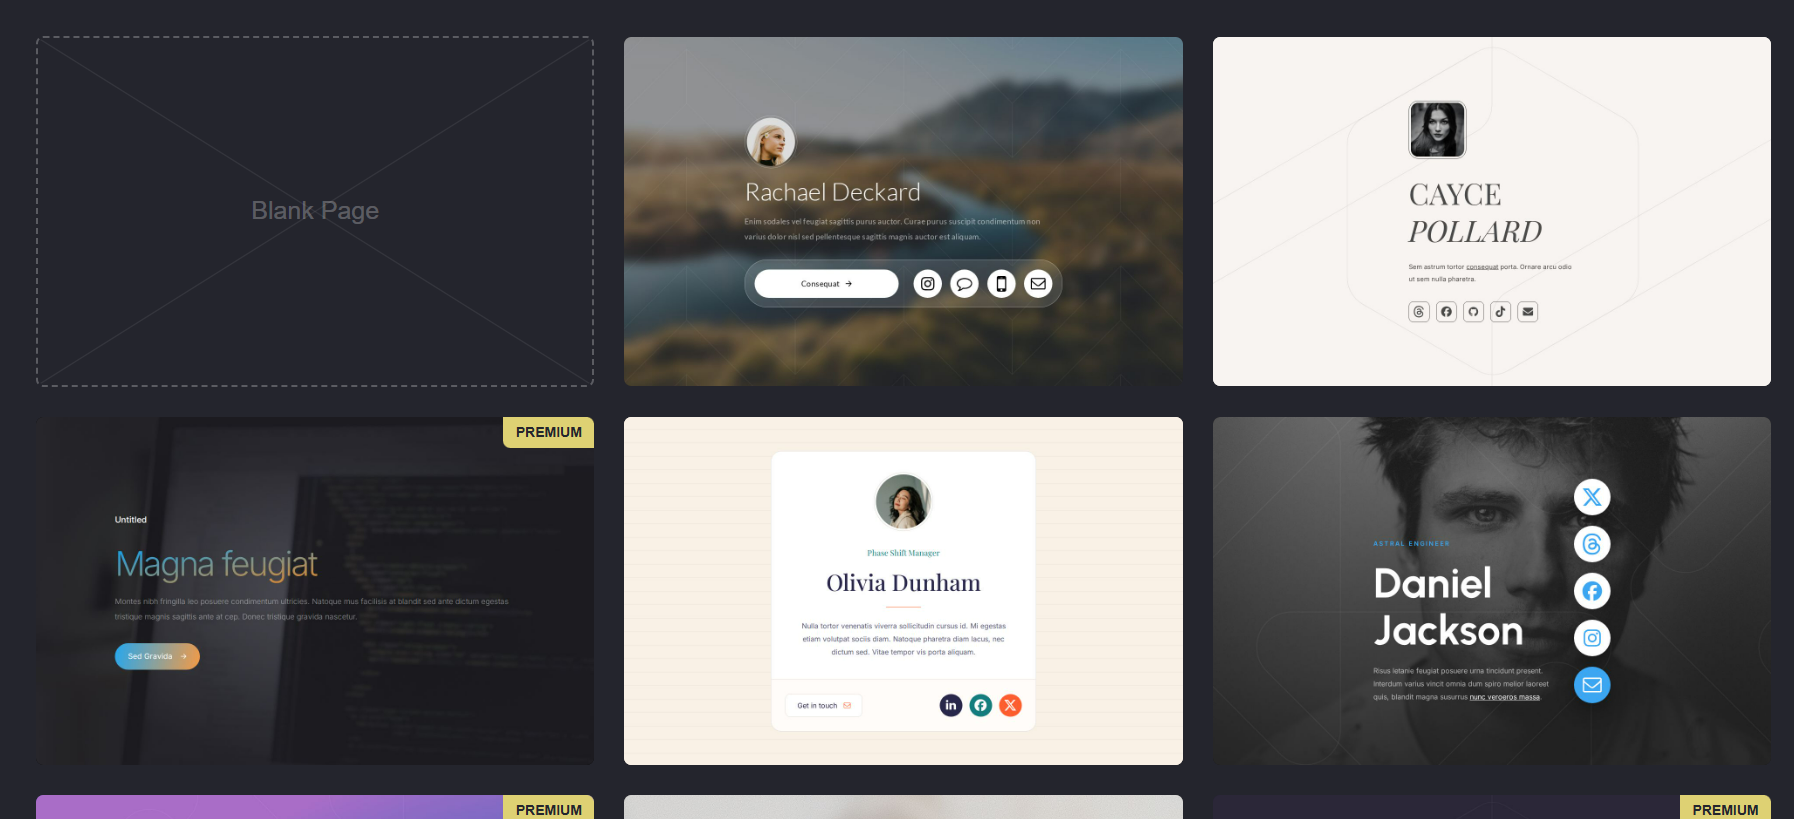 Blank Page
Rachael Deckard
Enim sodales vel feugiat sagittis purus auctor. Curae purus suscipit condimentum non
varius dolor nisl sed pellentesque sagittis magnis auctor est aliquam.
Consequat
CAYCE
POLLARD
Sem astrum tortor consequat porta. Ornare arcu odio
ut sem nulla pharetra.
PREMIUM
Untitled
Magna feugiat
Montes nibh fringilla leo posuere condimentum ultricies. Natoque mus facilisis at blandit sed ante dictum egestas
tristique magnis sagittis ante at cep. Donec tristique gravida nascetur.
Sed Gravida
Phase Shift Manager
Olivia Dunham
Nulla tortor venenatis viverra sollicitudin cursus id. Mi egestas
etiam volutpat sociis diam. Natoque pharetra diam lacus, nec
dictum sed. Vitae tempor vis porta aliquam.
Get in touch
ASTRAL ENGINEER
Daniel
Jackson
Risus letanie feugiat posuere urna tincidunt present.
Interdum varius vincit omnia dum spiro melior laoreet
quis, blandit magna susurrus nunc veroeros massa.
PREMIUM
PREMIUM